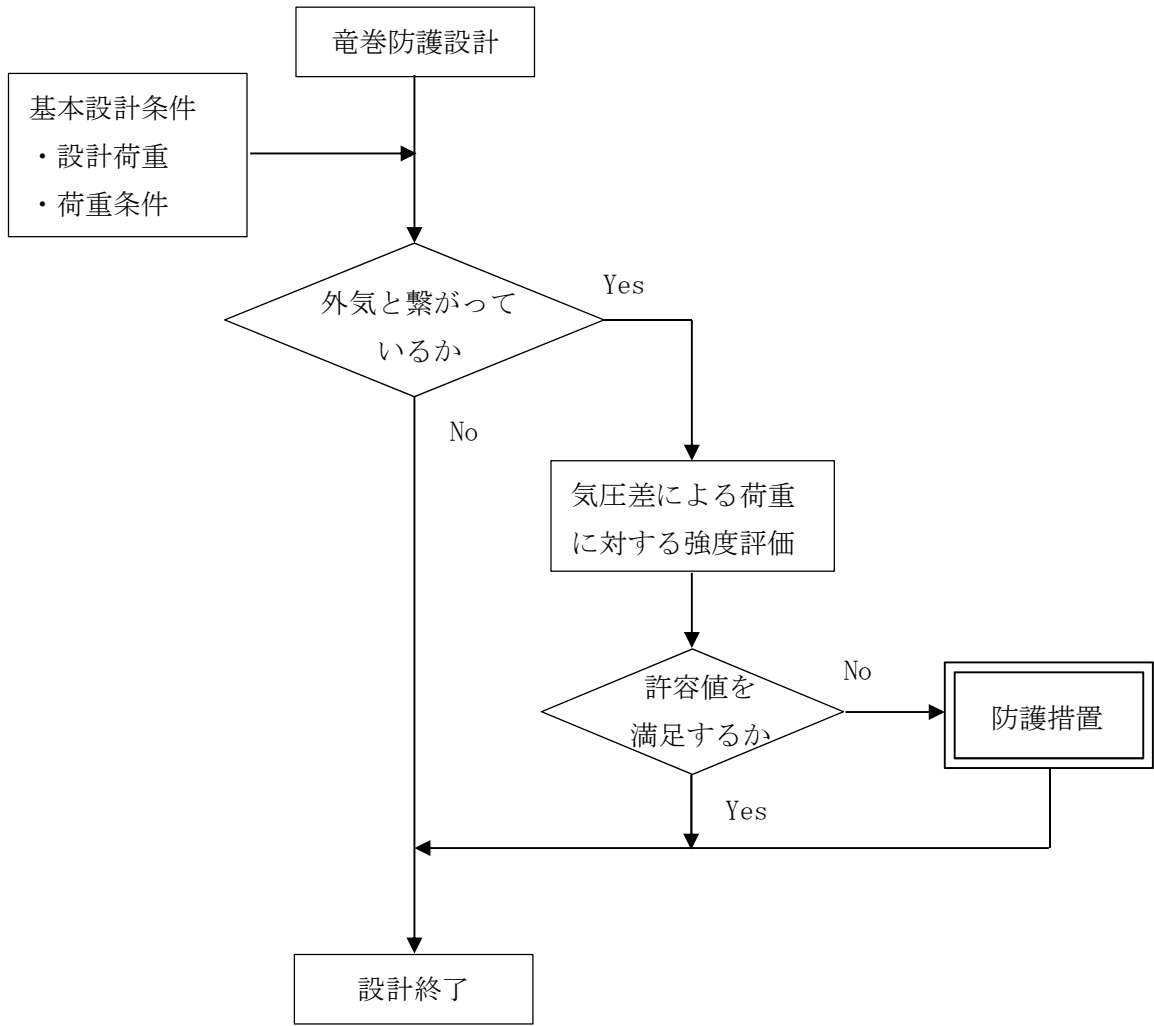 竜巻防護設計
基本設計条件
・設計荷重
・荷重条件
外気と繋がって
いるか
Yes
No
気圧差による荷重
に対する強度評価
許容値を
満足するか
No
防護措置
Yes
設計終了